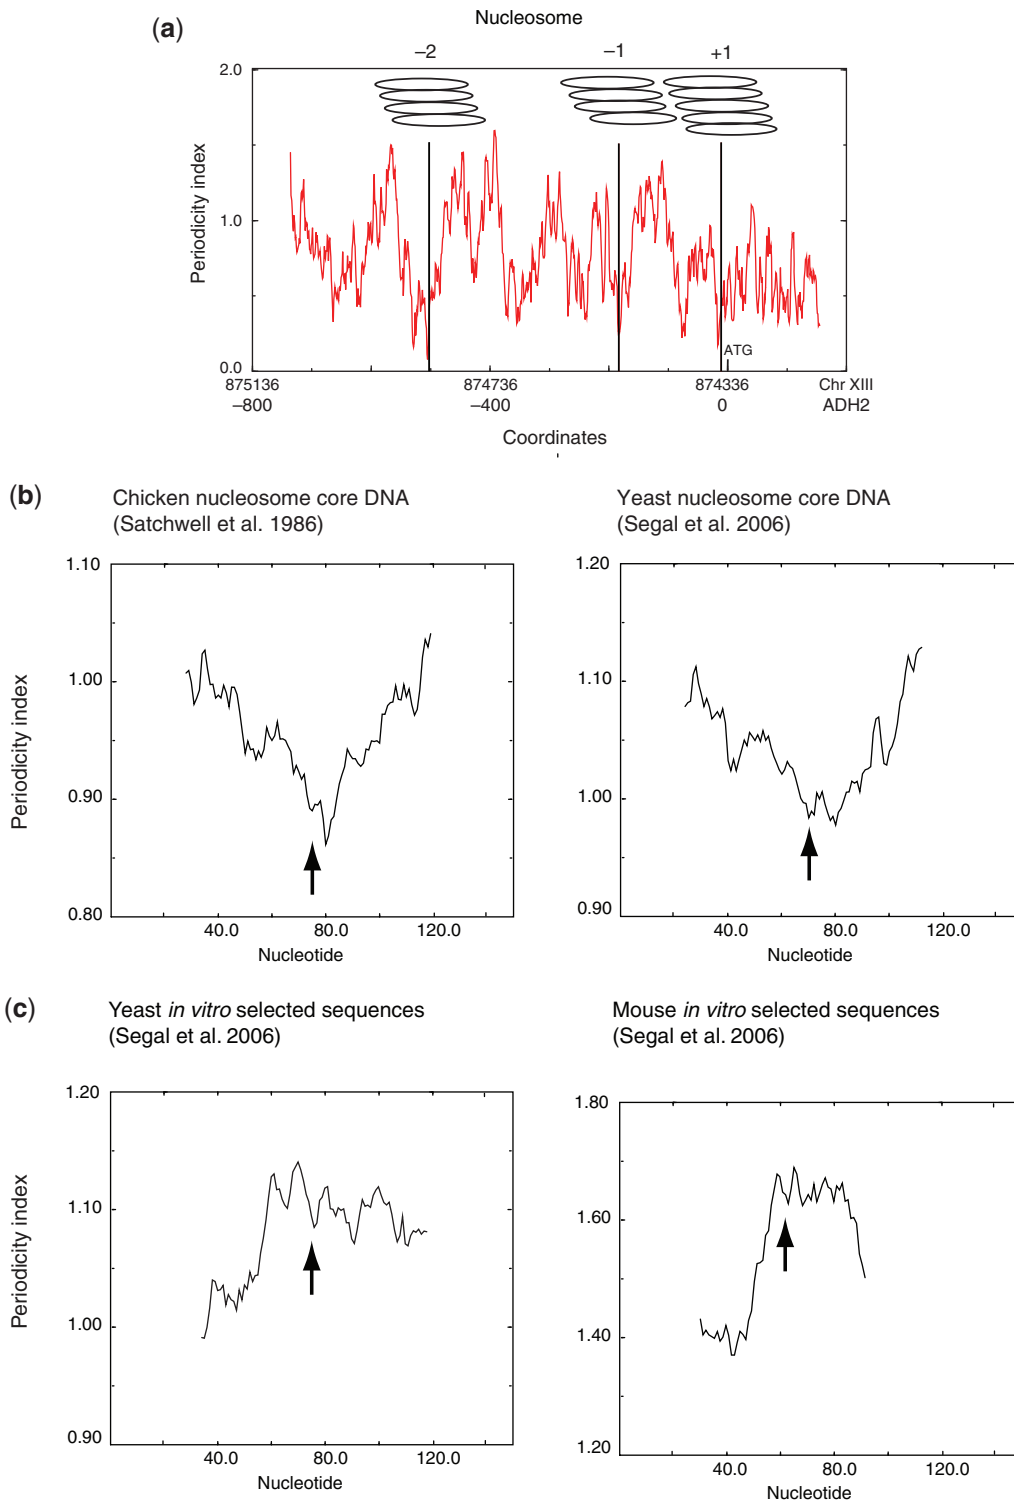 (a)
Nucleosome
–2 –1 +1
2.0
1.0
0.0
Periodicity index
ATG
875136 874736 874336 Chr XIII
–800 –400 0 ADH2
Coordinates
(b)
Chicken nucleosome core DNA
(Satchwell et al. 1986)
1.10
1.00
0.90
0.80
Periodicity index
40.0 80.0 120.0
Nucleotide
Yeast nucleosome core DNA
(Segal et al. 2006)
1.20
1.10
1.00
0.90
40.0 80.0 120.0
Nucleotide
(c)
Yeast in vitro selected sequences
(Segal et al. 2006)
1.20
1.10
1.00
0.90
Periodicity index
40.0 80.0 120.0
Nucleotide
Mouse in vitro selected sequences
(Segal et al. 2006)
1.80
1.60
1.40
1.20
40.0 80.0 120.0
Nucleotide